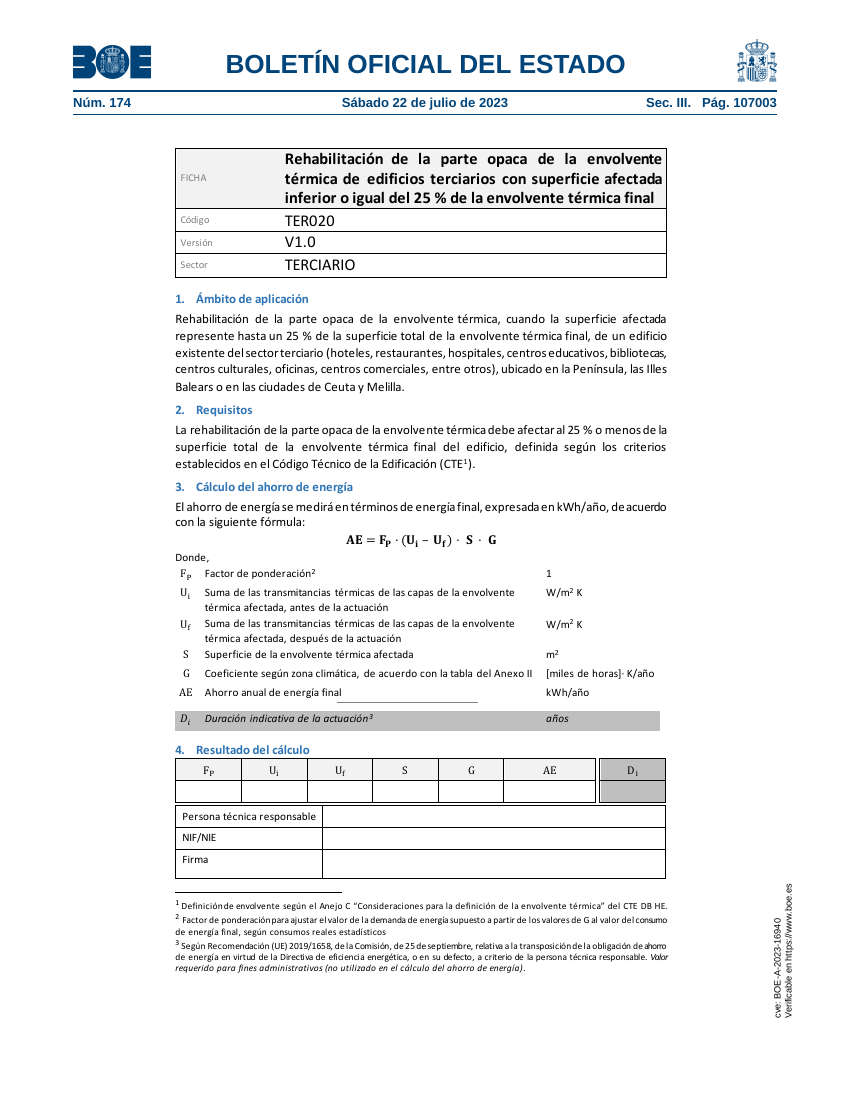 BOE
BOLETÍN OFICIAL DEL ESTADO
Núm. 174
Sábado 22 de julio de 2023
Sec. III. Pág. 107003
FICHA
Rehabilitación de la parte opaca de la envolvente
térmica de edificios terciarios con superficie afectada
inferior o igual del 25 % de la envolvente térmica final
Código
TER020
Versión
V1.0
Sector
TERCIARIO
1. Ámbito de aplicación
Rehabilitación de la parte opaca de la envolvente térmica, cuando la superficie afectada
represente hasta un 25 % de la superficie total de la envolvente térmica final, de un edificio
existente del sector terciario (hoteles, restaurantes, hospitales, centros educativos, bibliotecas,
centros culturales, oficinas, centros comerciales, entre otros), ubicado en la Península, las Illes
Balears o en las ciudades de Ceuta y Melilla.
2. Requisitos
La rehabilitación de la parte opaca de la envolvente térmica debe afectar al 25 % o menos de la
superficie total de la envolvente térmica final del edificio, definida según los criterios
establecidos en el Código Técnico de la Edificación (CTE¹).
3. Cálculo del ahorro de energía
El ahorro de energía se medirá en términos de energía final, expresada en kWh/año, de acuerdo
con la siguiente fórmula:
AE = F_P · (U_i – U_f) · S · G
Donde,
F_P Factor de ponderación² 1
U_i Suma de las transmitancias térmicas de las capas de la envolvente W/m² K
térmica afectada, antes de la actuación
U_f Suma de las transmitancias térmicas de las capas de la envolvente W/m² K
térmica afectada, después de la actuación
S Superficie de la envolvente térmica afectada m²
G Coeficiente según zona climática, de acuerdo con la tabla del Anexo II [miles de horas]· K/año
AE Ahorro anual de energía final kWh/año
D_i Duración indicativa de la actuación³ años
4. Resultado del cálculo
F_P U_i U_f S G AE D_i
Persona técnica responsable
NIF/NIE
Firma
¹ Definición de envolvente según el Anejo C “Consideraciones para la definición de la envolvente térmica” del CTE DB HE.
² Factor de ponderación para ajustar el valor de la demanda de energía supuesto a partir de los valores de G al valor del consumo
de energía final, según consumos reales estadísticos
³ Según Recomendación (UE) 2019/1658, de la Comisión, de 25 de septiembre, relativa a la transposición de la obligación de ahorro
de energía en virtud de la Directiva de eficiencia energética, o en su defecto, a criterio de la persona técnica responsable. Valor
requerido para fines administrativos (no utilizado en el cálculo del ahorro de energía).
cve: BOE-A-2023-16940
Verificable en https://www.boe.es